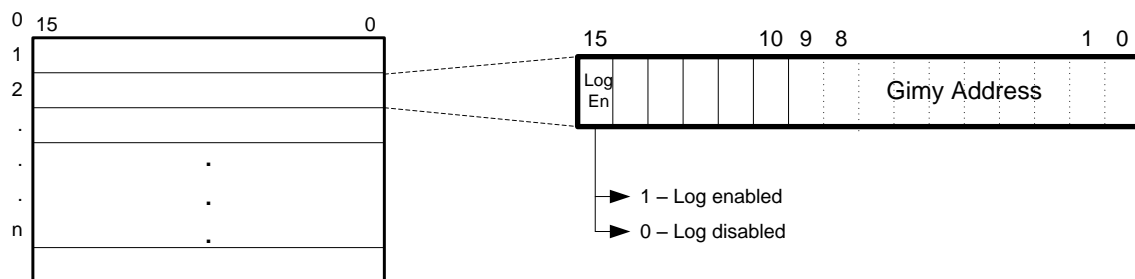 0
15 0
1
2
.
.
.
n
.
.
.
15 10 9 8 1 0
Log
En
Gimy Address
1 – Log enabled
0 – Log disabled